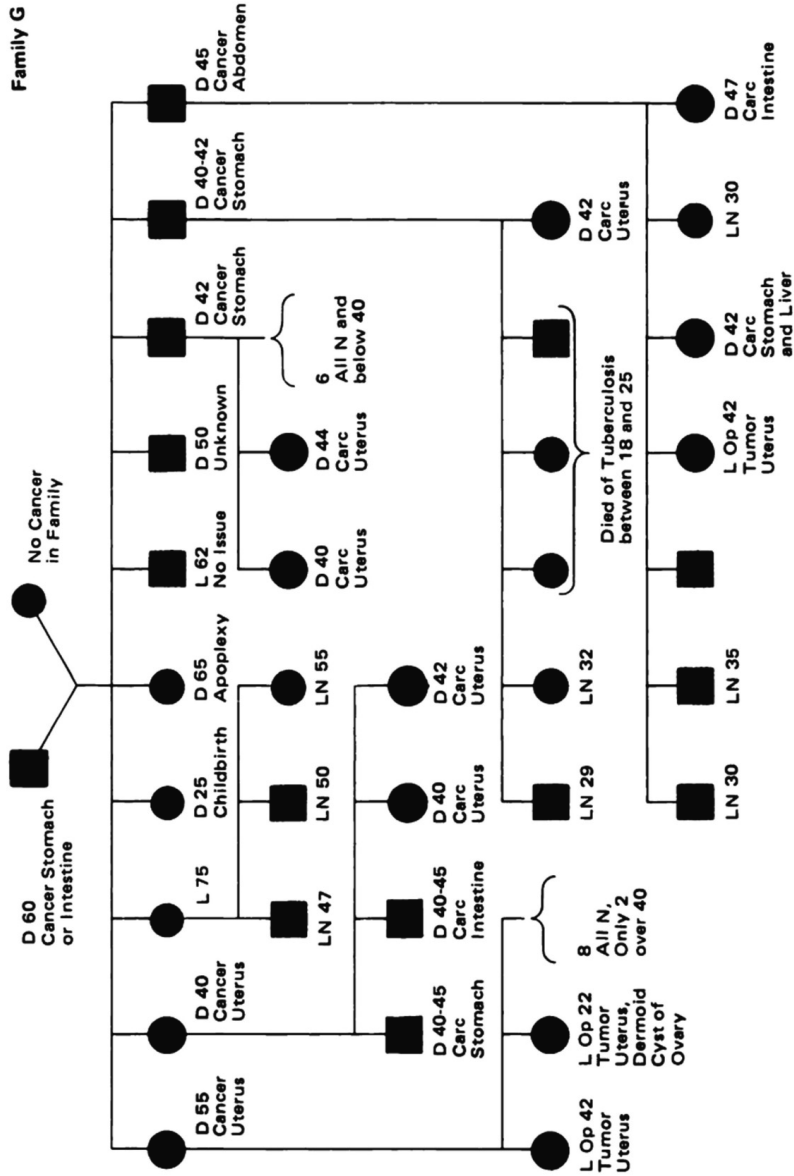 Family G
D 60
Cancer Stomach
or Intestine
No Cancer
in Family
D 55
Cancer
Uterus
D 40
Cancer
Uterus
L 75
D 25
Childbirth
D 65
Apoplexy
L 62
No Issue
D 50
Unknown
D 42
Cancer
Stomach
D 40-42
Cancer
Stomach
D 45
Cancer
Abdomen
LN 47
LN 50
LN 55
D 40
Carc
Uterus
D 44
Carc
Uterus
6
All N and
below 40
D 40-45
Carc
Stomach
D 40-45
Carc
Intestine
D 40
Carc
Uterus
D 42
Carc
Uterus
L Op 42
Tumor
Uterus
L Op 22
Tumor
Uterus,
Dermoid
Cyst of
Ovary
8
All N,
Only 2
over 40
LN 29
LN 32
Died of Tuberculosis
between 18 and 25
D 42
Carc
Uterus
LN 30
LN 35
L Op 42
Tumor
Uterus
D 42
Carc
Stomach
and Liver
LN 30
D 47
Carc
Intestine